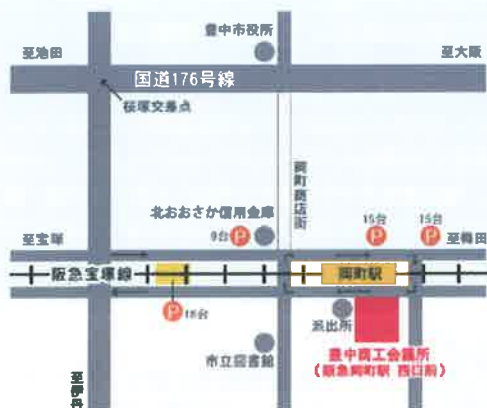 豊中市役所
至池田
至大阪
国道176号線
桜塚交差点
岡町商店街
北おおさか信用金庫
15台
15台
9台
P
P
P
至宝塚
至梅田
阪急宝塚線
岡町駅
P
18台
派出所
市立図書館
豊中商工会議所
(阪急岡町駅 西口前)
至伊丹